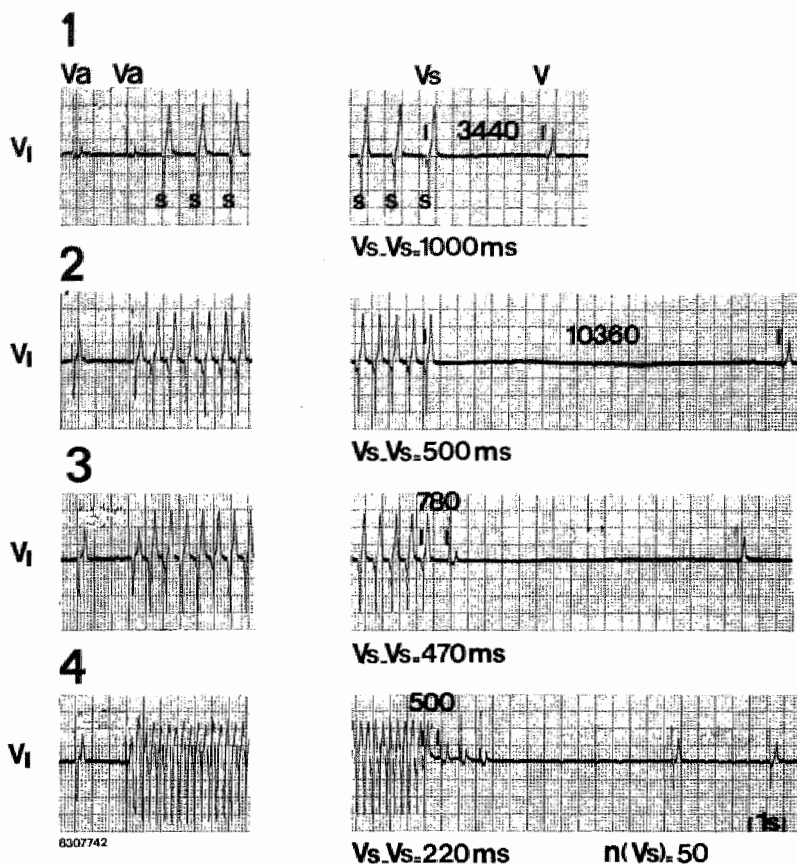 1
Va Va Vs V
V1 3440
S S S S S S
Vs-Vs=1000ms
2
V1 10360
Vs-Vs=500ms
3
780
V1
Vs-Vs=470ms
4
500
V1
1s
8307742
Vs-Vs=220ms n(Vs)=50